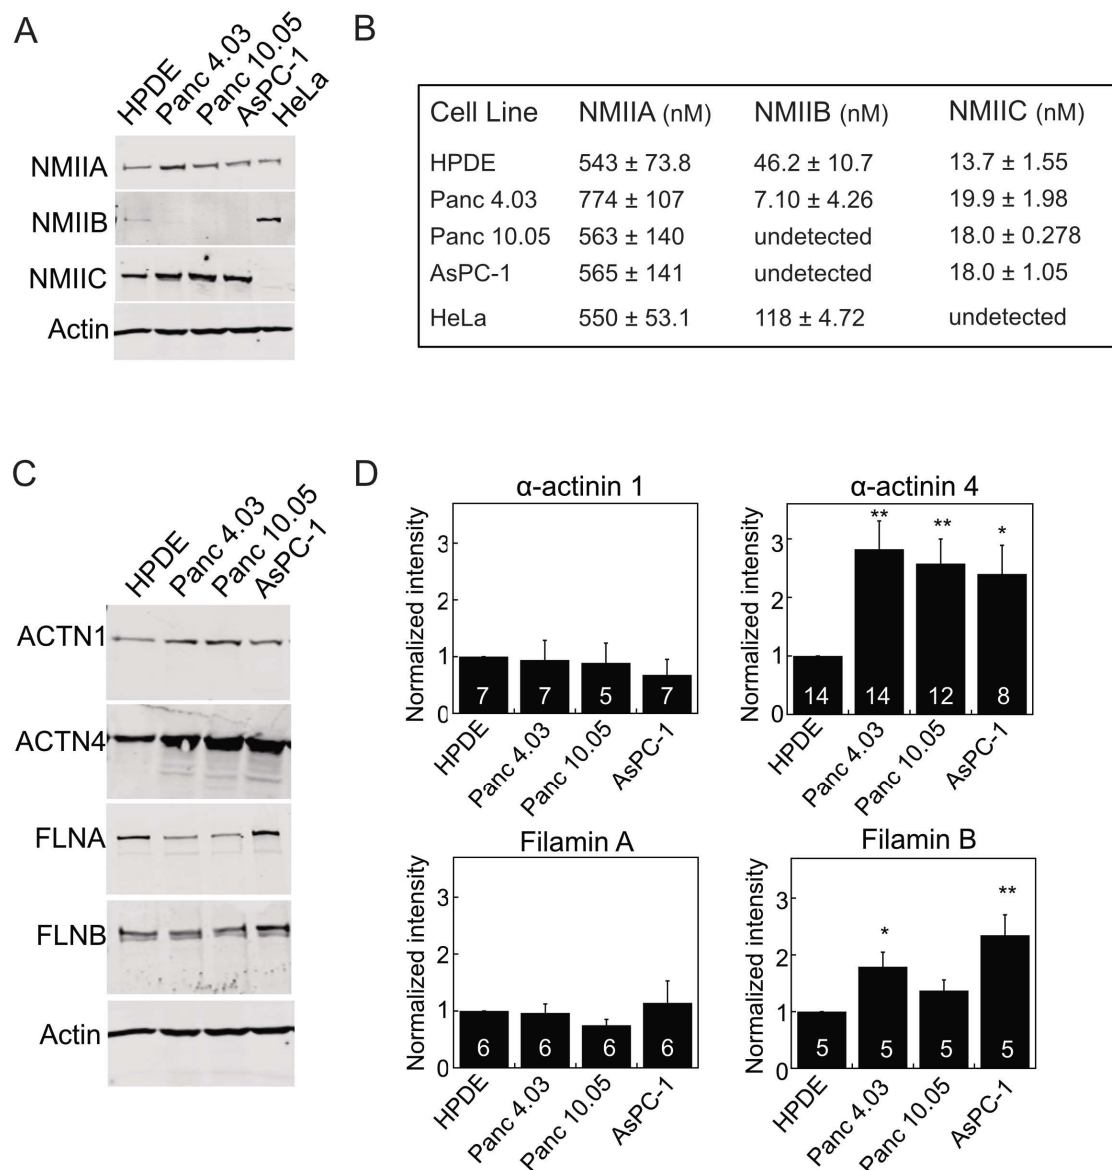 A
HPDE
Panc 4.03
Panc 10.05
AsPC-1
HeLa
NMIIA
NMIIB
NMIIC
Actin
B
Cell Line NMIIA (nM) NMIIB (nM) NMIIC (nM)
HPDE 543 ± 73.8 46.2 ± 10.7 13.7 ± 1.55
Panc 4.03 774 ± 107 7.10 ± 4.26 19.9 ± 1.98
Panc 10.05 563 ± 140 undetected 18.0 ± 0.278
AsPC-1 565 ± 141 undetected 18.0 ± 1.05
HeLa 550 ± 53.1 118 ± 4.72 undetected
C
HPDE
Panc 4.03
Panc 10.05
AsPC-1
ACTN1
ACTN4
FLNA
FLNB
Actin
D
α-actinin 1
Normalized intensity
3
2
1
0
7 7 5 7
HPDE
Panc 4.03
Panc 10.05
AsPC-1
α-actinin 4
Normalized intensity
3
2
1
0
** ** *
14 14 12 8
HPDE
Panc 4.03
Panc 10.05
AsPC-1
Filamin A
Normalized intensity
3
2
1
0
6 6 6 6
HPDE
Panc 4.03
Panc 10.05
AsPC-1
Filamin B
Normalized intensity
3
2
1
0
* **
5 5 5 5
HPDE
Panc 4.03
Panc 10.05
AsPC-1